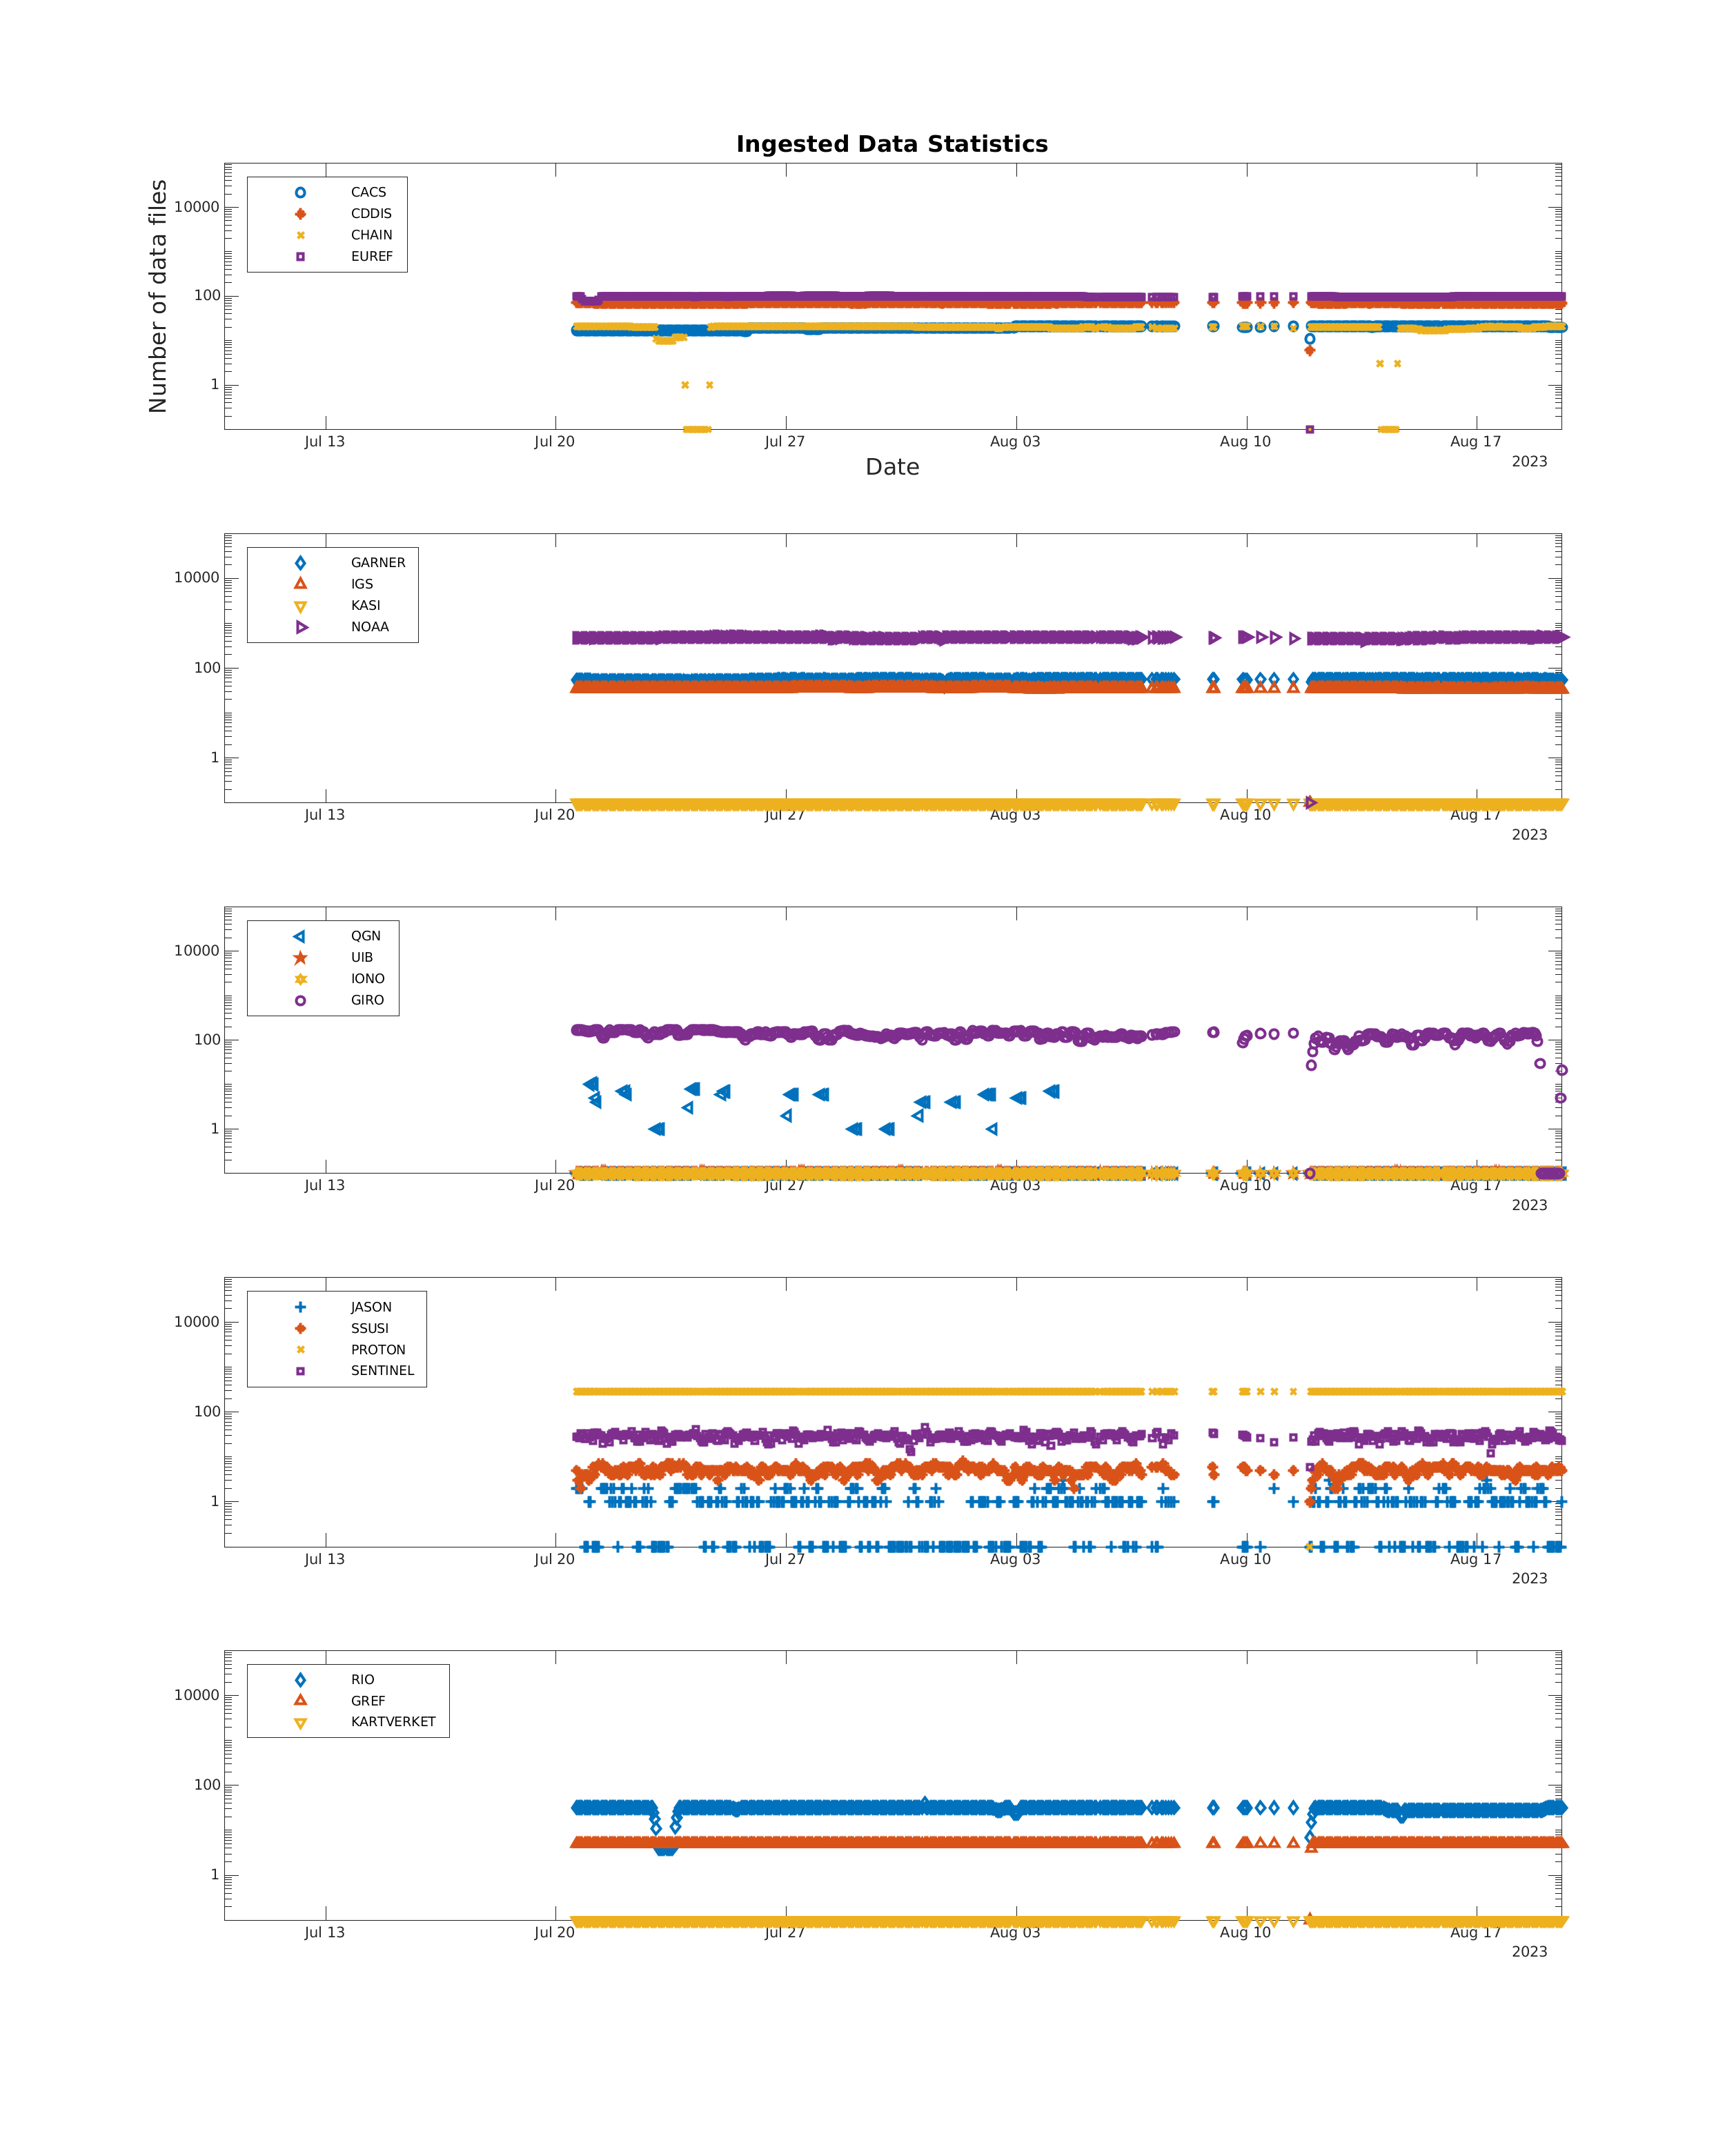 Ingested Data Statistics
Number of data files
CACS
CDDIS
CHAIN
EUREF
10000
100
1
Jul 13 Jul 20 Jul 27 Aug 03 Aug 10 Aug 17
2023
Date
GARNER
IGS
KASI
NOAA
10000
100
1
Jul 13 Jul 20 Jul 27 Aug 03 Aug 10 Aug 17
2023
QGN
UIB
IONO
GIRO
10000
100
1
Jul 13 Jul 20 Jul 27 Aug 03 Aug 10 Aug 17
2023
JASON
SSUSI
PROTON
SENTINEL
10000
100
1
Jul 13 Jul 20 Jul 27 Aug 03 Aug 10 Aug 17
2023
RIO
GREF
KARTVERKET
10000
100
1
Jul 13 Jul 20 Jul 27 Aug 03 Aug 10 Aug 17
2023